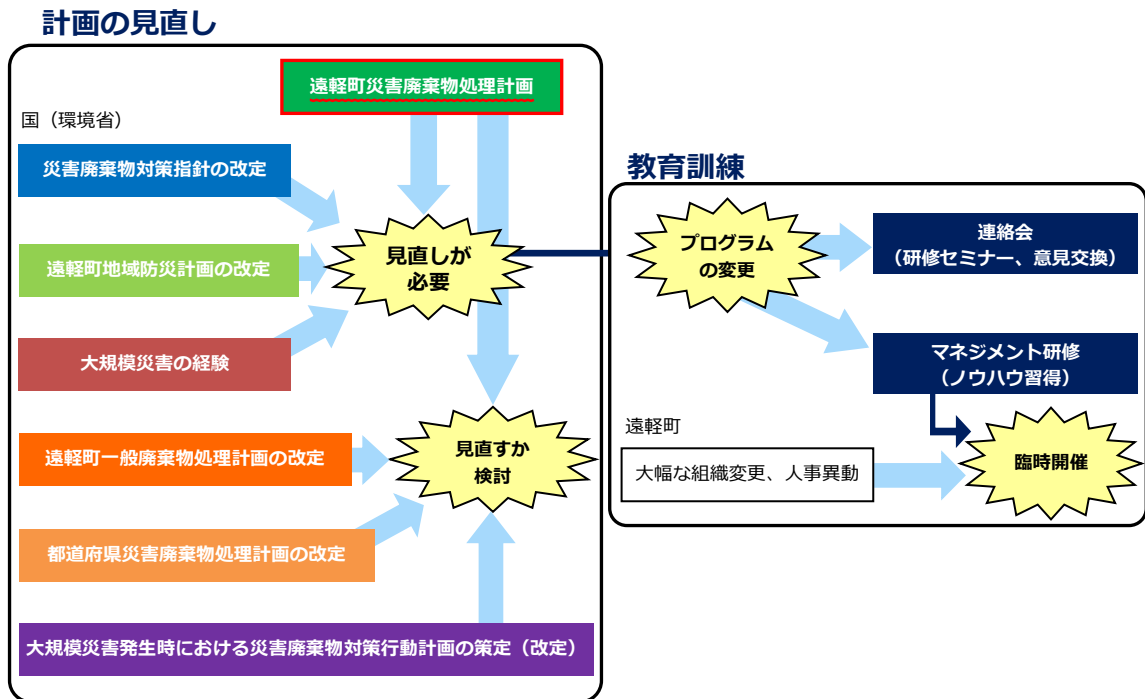 計画の見直し
遠軽町災害廃棄物処理計画
国（環境省）
災害廃棄物対策指針の改定
遠軽町地域防災計画の改定
大規模災害の経験
見直しが
必要
遠軽町一般廃棄物処理計画の改定
都道府県災害廃棄物処理計画の改定
見直すか
検討
大規模災害発生時における災害廃棄物対策行動計画の策定（改定）
教育訓練
プログラム
の変更
連絡会
（研修セミナー、意見交換）
マネジメント研修
（ノウハウ習得）
遠軽町
大幅な組織変更、人事異動
臨時開催